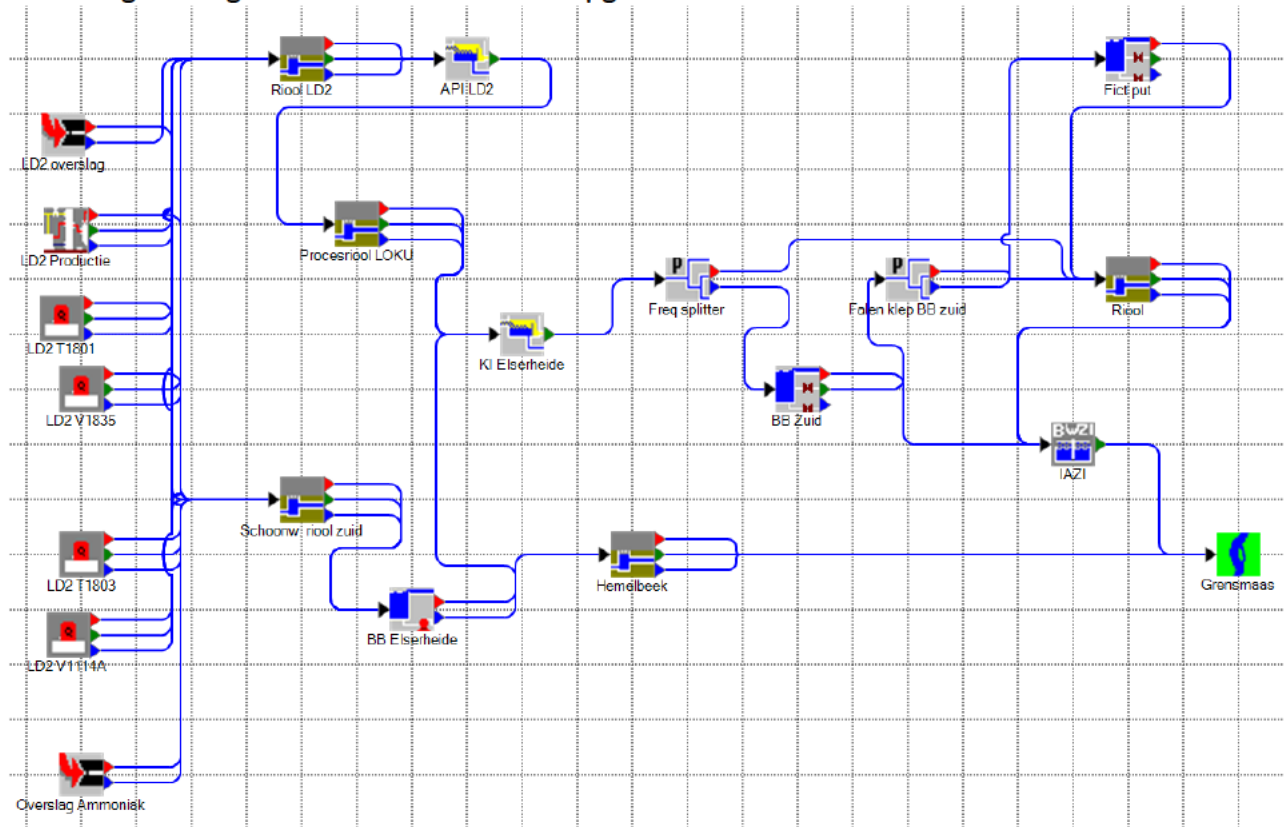 Riool LD2
API LD2
Fict put
LD2 overslag
LD2 Productie
Procesriool LOKU
P
Freq splitter
P
Falen klep BB zuid
Riool
Q
LD2 T1801
KI Elserheide
Q
LD2 V1835
BB Zuid
BWZI
IAZI
Schoonw riool zuid
Q
LD2 T1803
Hemelbeek
Grensmaas
Q
LD2 V1114A
BB Elserheide
Overslag Ammoniak